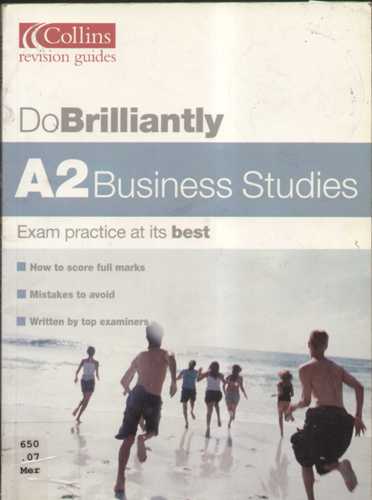 Collins
revision guides
DoBrilliantly
A2 Business Studies
Exam practice at its best
How to score full marks
Mistakes to avoid
Written by top examiners
650
.07
Mer